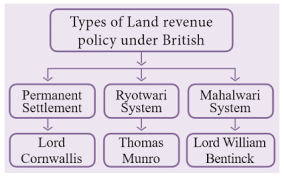 Types of Land revenue
policy under British
Permanent
Settlement
Ryotwari
System
Mahalwari
System
Lord
Cornwallis
Thomas
Munro
Lord William
Bentinck